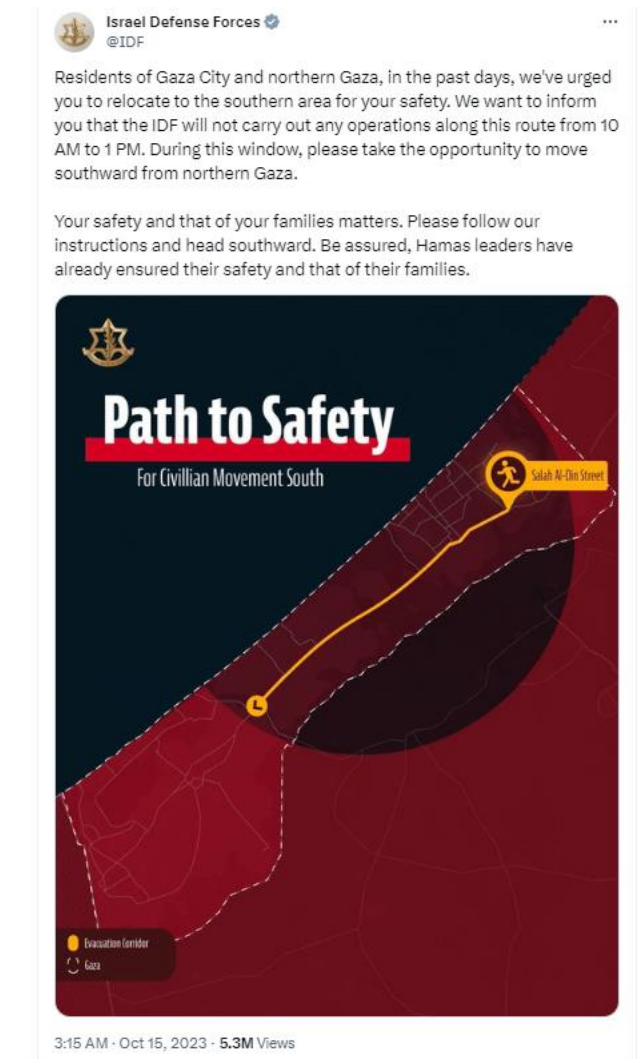 Israel Defense Forces
@IDF
Residents of Gaza City and northern Gaza, in the past days, we've urged
you to relocate to the southern area for your safety. We want to inform
you that the IDF will not carry out any operations along this route from 10
AM to 1 PM. During this window, please take the opportunity to move
southward from northern Gaza.
Your safety and that of your families matters. Please follow our
instructions and head southward. Be assured, Hamas leaders have
already ensured their safety and that of their families.
Path to Safety
For Civillian Movement South
Salah Al-Din Street
Evacuation Corridor
Gaza
3:15 AM · Oct 15, 2023 · 5.3M Views